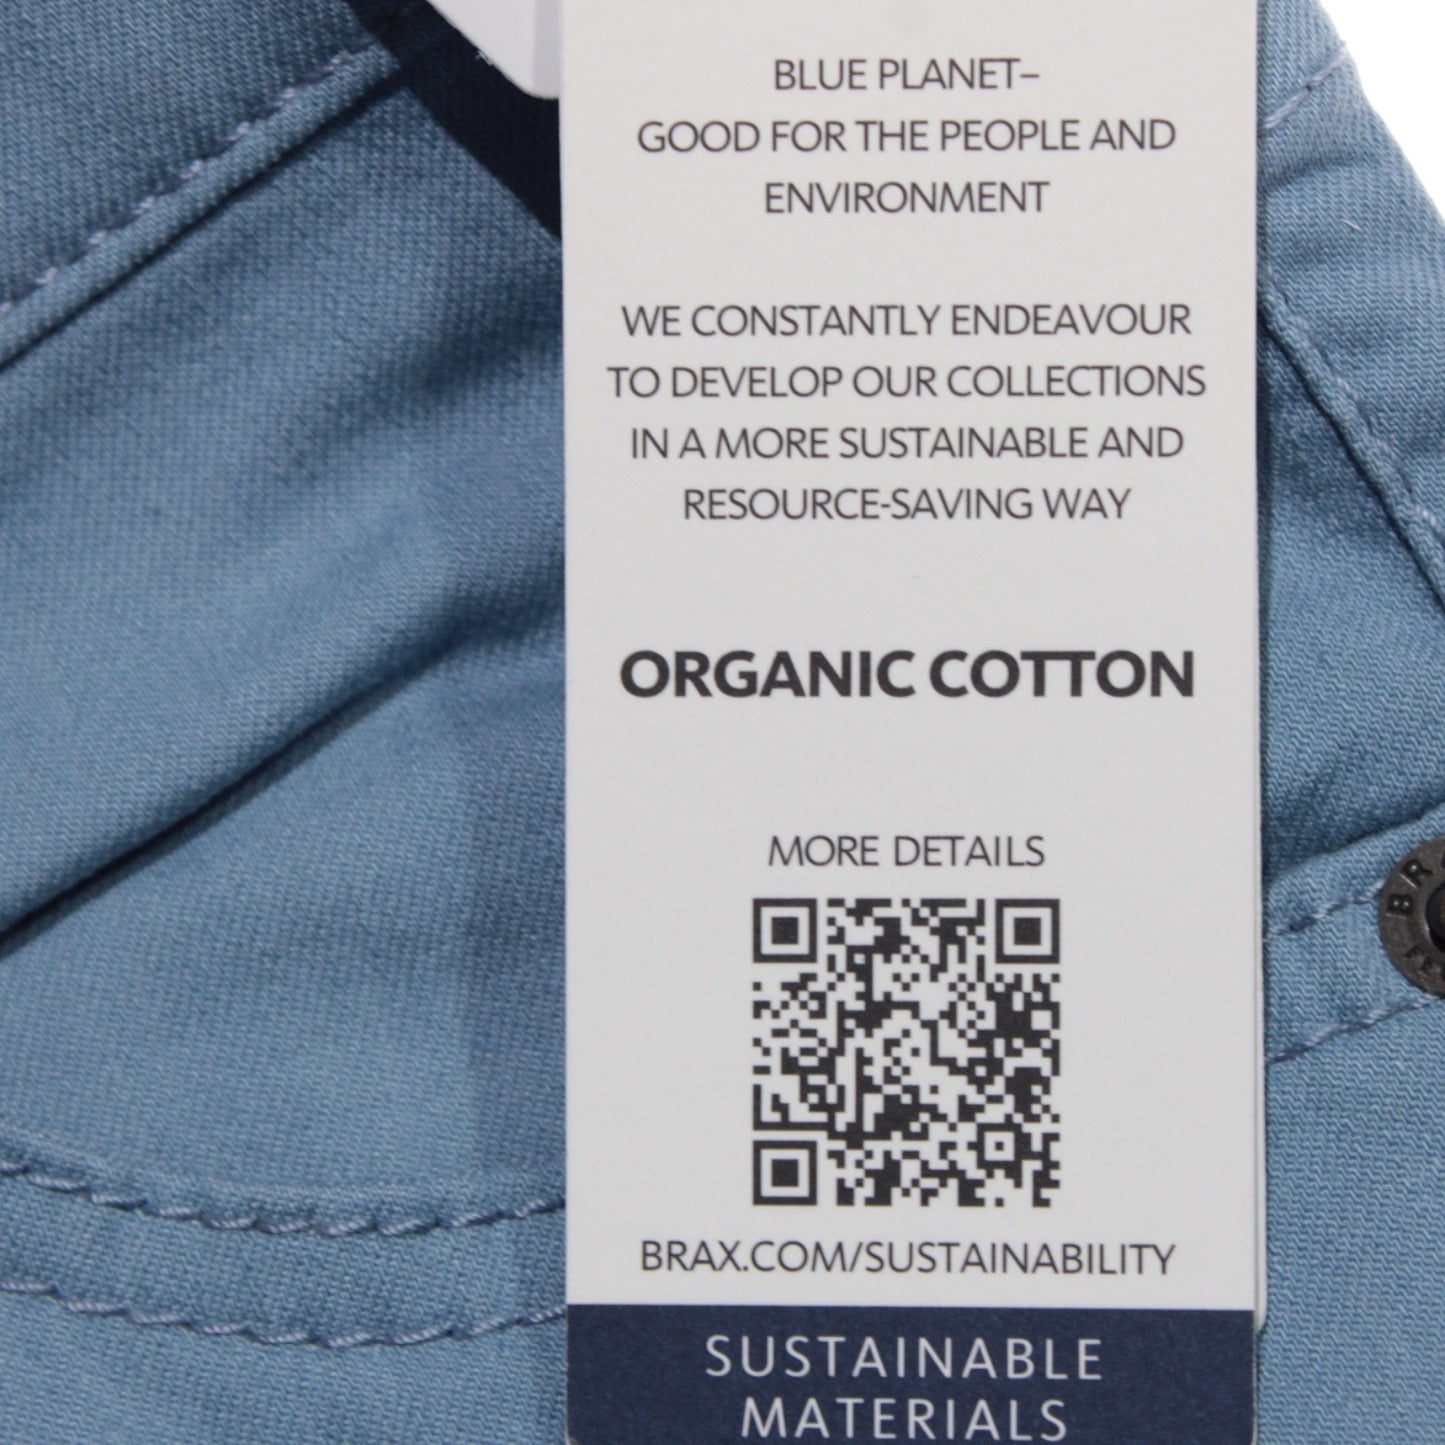 BLUE PLANET–
GOOD FOR THE PEOPLE AND
ENVIRONMENT
WE CONSTANTLY ENDEAVOUR
TO DEVELOP OUR COLLECTIONS
IN A MORE SUSTAINABLE AND
RESOURCE-SAVING WAY
ORGANIC COTTON
MORE DETAILS
BRAX.COM/SUSTAINABILITY
SUSTAINABLE
MATERIALS